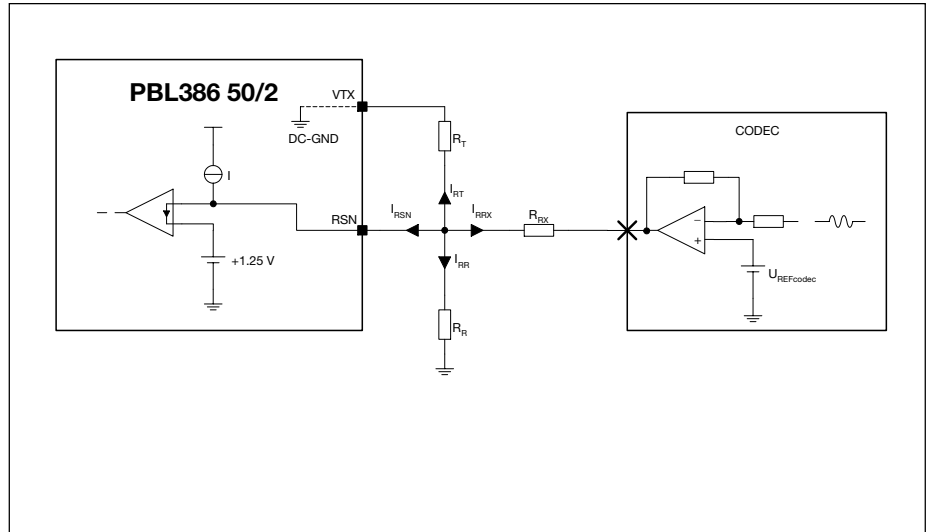 PBL386 50/2
VTX
DC-GND
I
+1.25 V
RSN
R_T
I_RT
I_RSN
I_RRX
R_RX
I_RR
R_R
CODEC
−
+
U_REFcodec